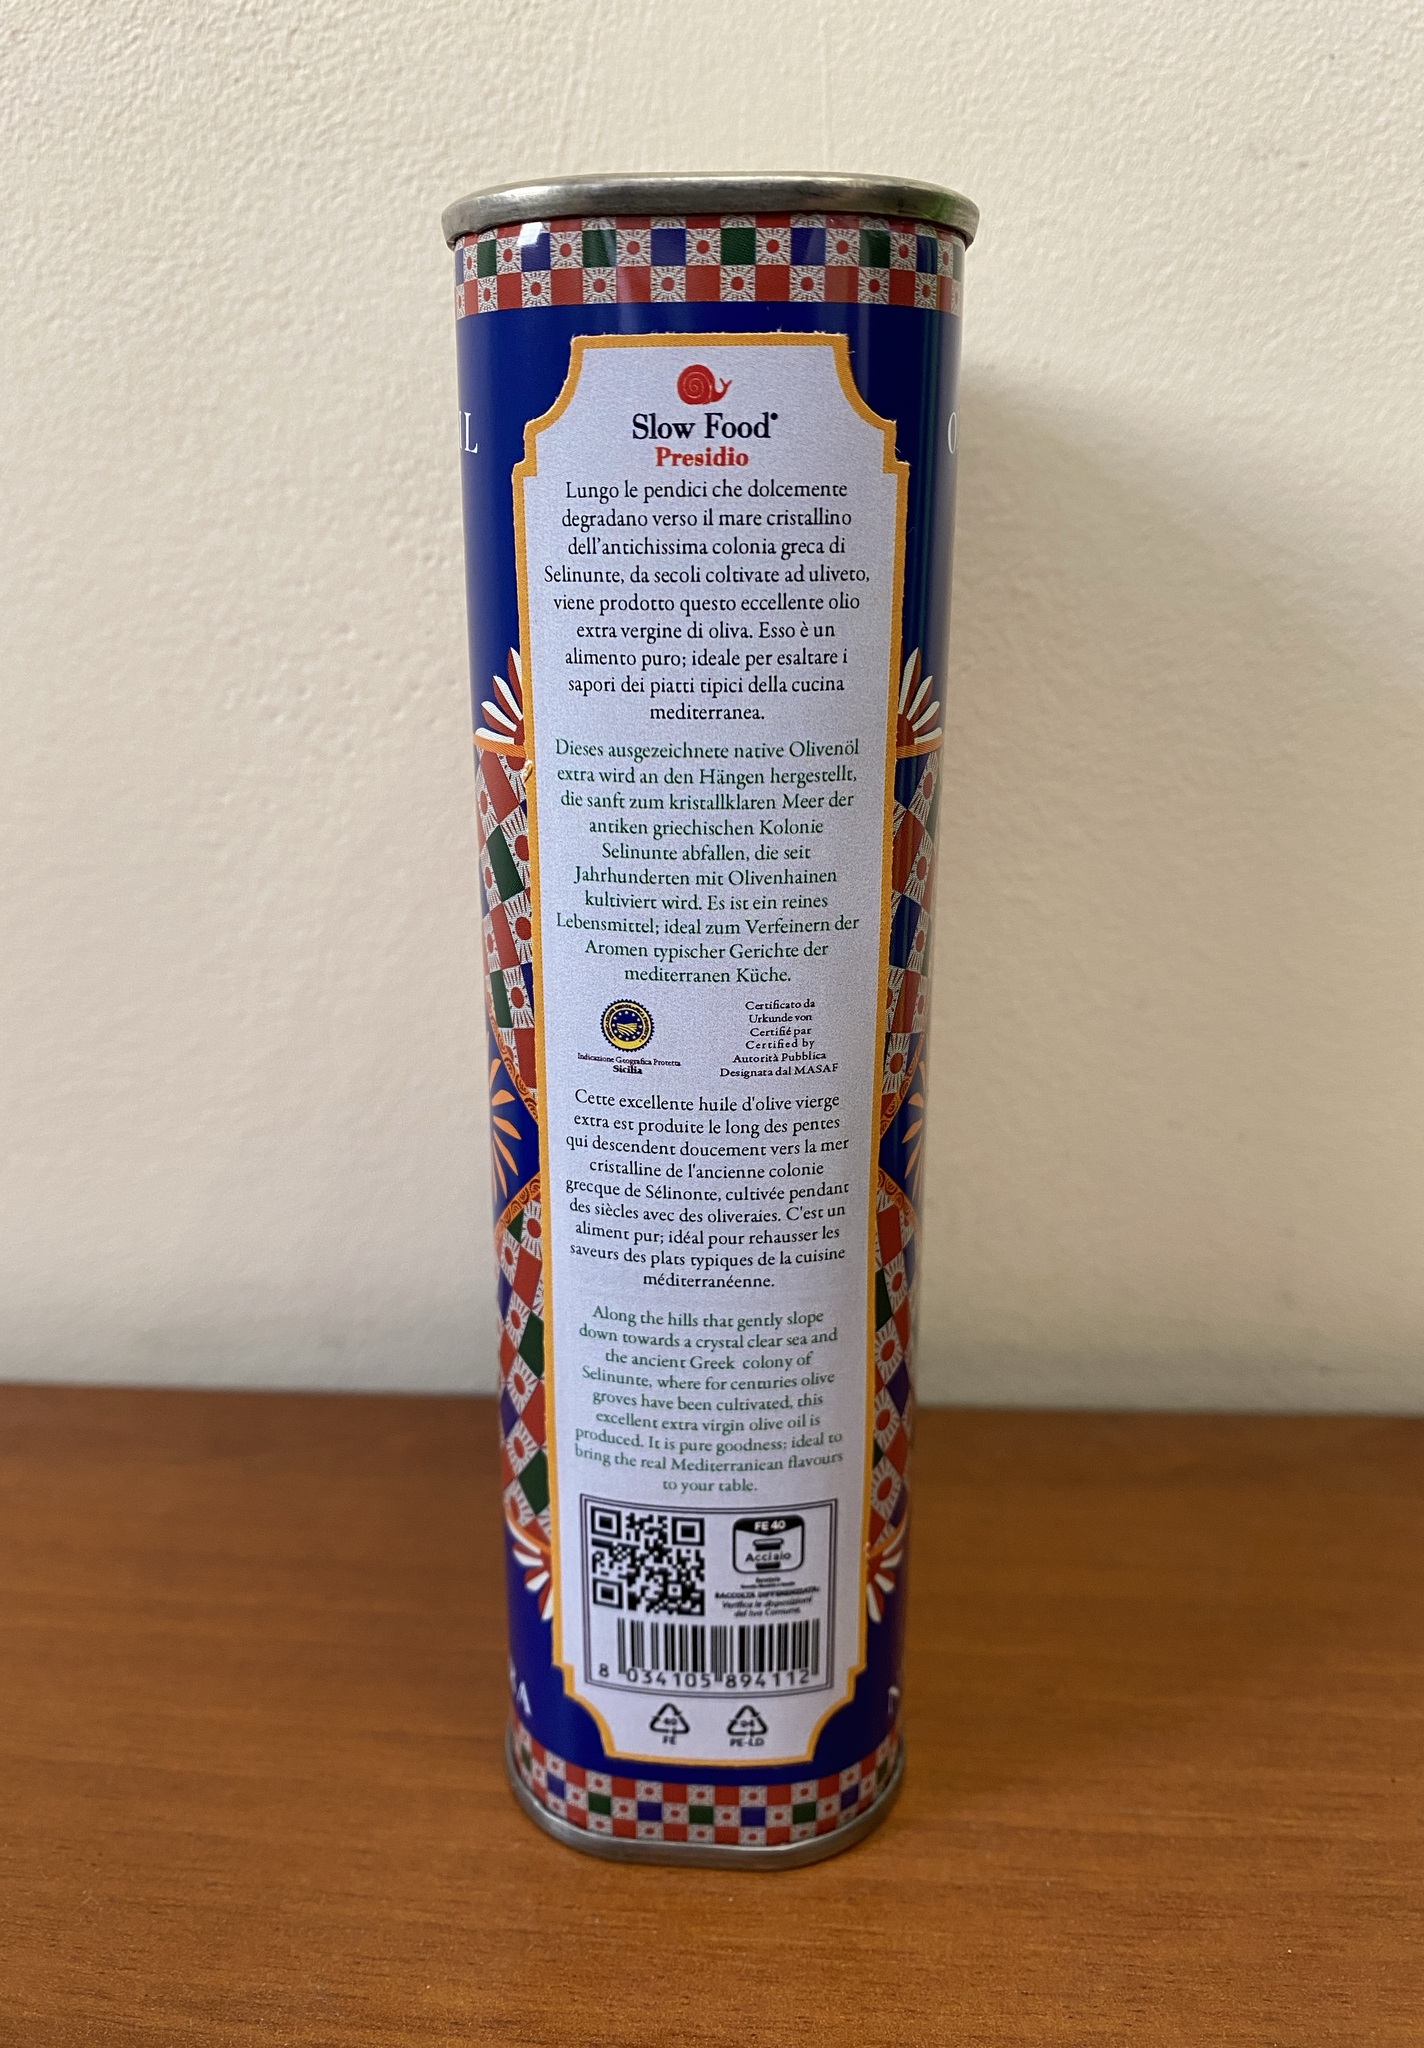 IL
O
Slow Food®
Presidio
Lungo le pendici che dolcemente
degradano verso il mare cristallino
dell'antichissima colonia greca di
Selinunte, da secoli coltivate ad uliveto,
viene prodotto questo eccellente olio
extra vergine di oliva. Esso è un
alimento puro; ideale per esaltare i
sapori dei piatti tipici della cucina
mediterranea.
Dieses ausgezeichnete native Olivenöl
extra wird an den Hängen hergestellt,
die sanft zum kristallklaren Meer der
antiken griechischen Kolonie
Selinunte abfallen, die seit
Jahrhunderten mit Olivenhainen
kultiviert wird. Es ist ein reines
Lebensmittel; ideal zum Verfeinern der
Aromen typischer Gerichte der
mediterranen Küche.
Indicazione Geografica Protetta
Sicilia
Certificato da
Urkunde von
Certifié par
Certified by
Autorità Pubblica
Designata dal MASAF
Cette excellente huile d'olive vierge
extra est produite le long des pentes
qui descendent doucement vers la mer
cristalline de l'ancienne colonie
grecque de Sélinonte, cultivée pendant
des siècles avec des oliveraies. C'est un
aliment pur; idéal pour rehausser les
saveurs des plats typiques de la cuisine
méditerranéenne.
Along the hills that gently slope
down towards a crystal clear sea and
the ancient Greek colony of
Selinunte, where for centuries olive
groves have been cultivated, this
excellent extra virgin olive oil is
produced. It is pure goodness; ideal to
bring the real Mediterranean flavours
to your table.
FE 40
Acciaio
RACCOLTA DIFFERENZIATA:
Verifica le disposizioni
del tuo Comune.
8 034105 894112
40
FE
04
PE-LD
RA